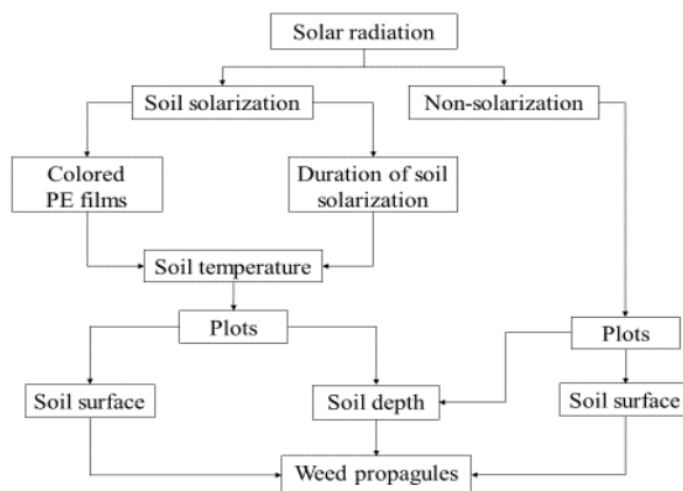 Solar radiation
Soil solarization
Non-solarization
Colored
PE films
Duration of soil
solarization
Soil temperature
Plots
Plots
Soil surface
Soil depth
Soil surface
Weed propagules